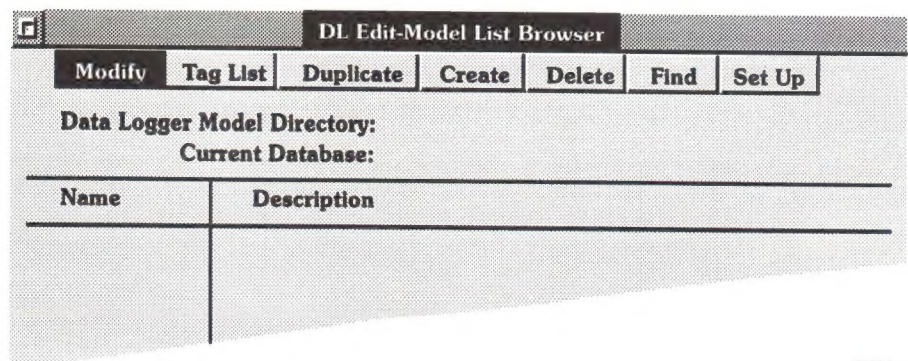 DL Edit-Model List Browser
Modify Tag List Duplicate Create Delete Find Set Up
Data Logger Model Directory:
Current Database:
Name Description